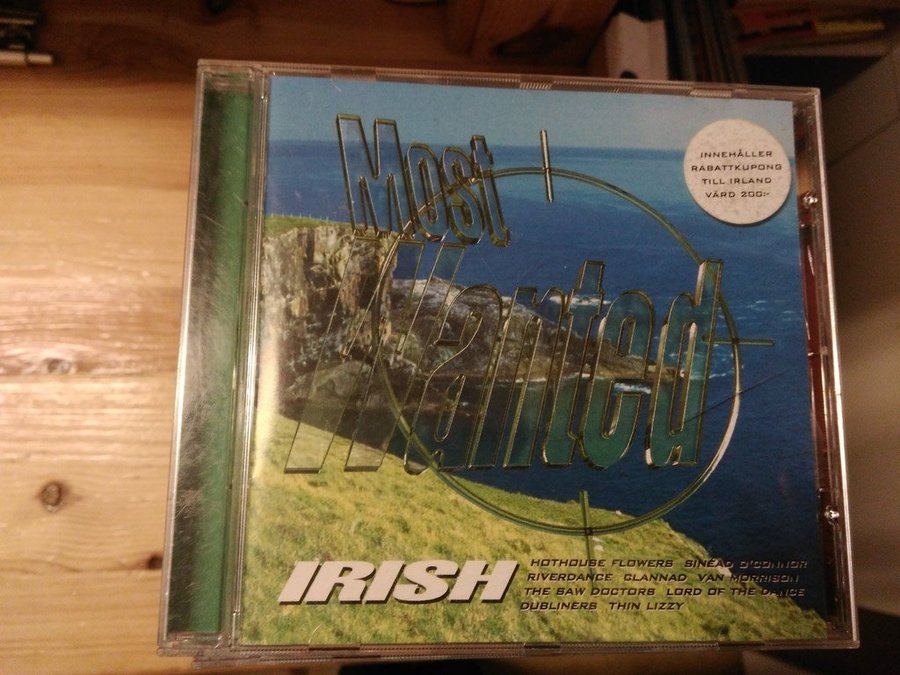 Most
Wanted
INNEHÅLLER
RABATTKUPONG
TILL IRLAND
VÄRD 200:-
IRISH
HOTHOUSE FLOWERS SINÉAD O'CONNOR
RIVERDANCE CLANNAD VAN MORRISON
THE SAW DOCTORS LORD OF THE DANCE
DUBLINERS THIN LIZZY